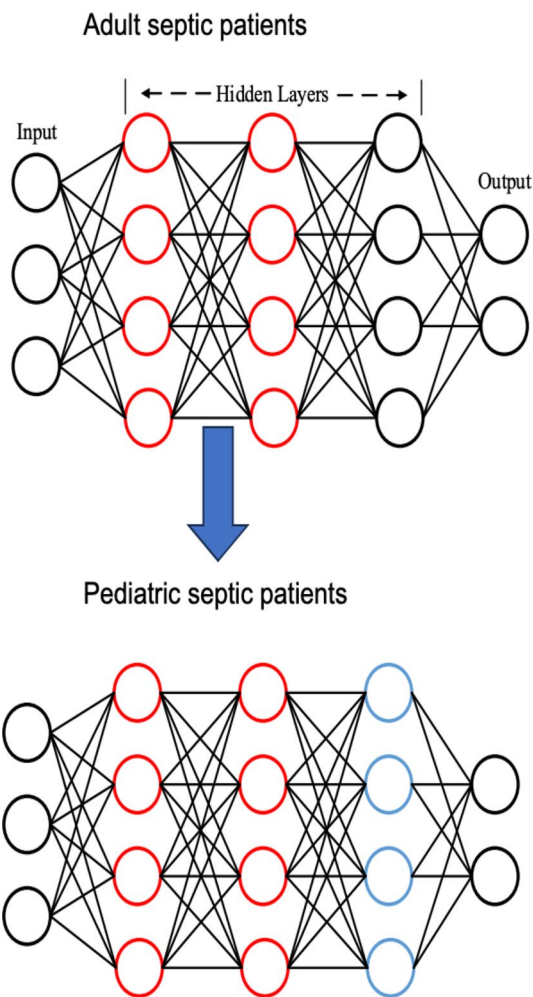 Adult septic patients
Hidden Layers
Input
Output
Pediatric septic patients